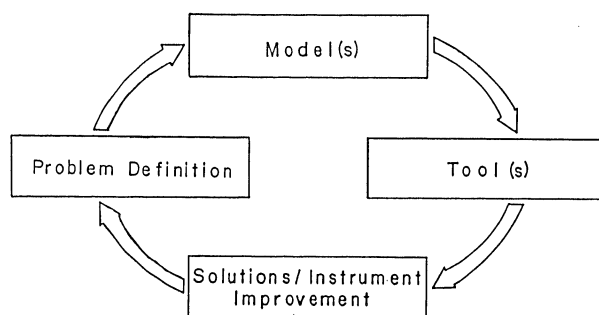 Model(s)
Problem Definition
Tool(s)
Solutions/Instrument
Improvement